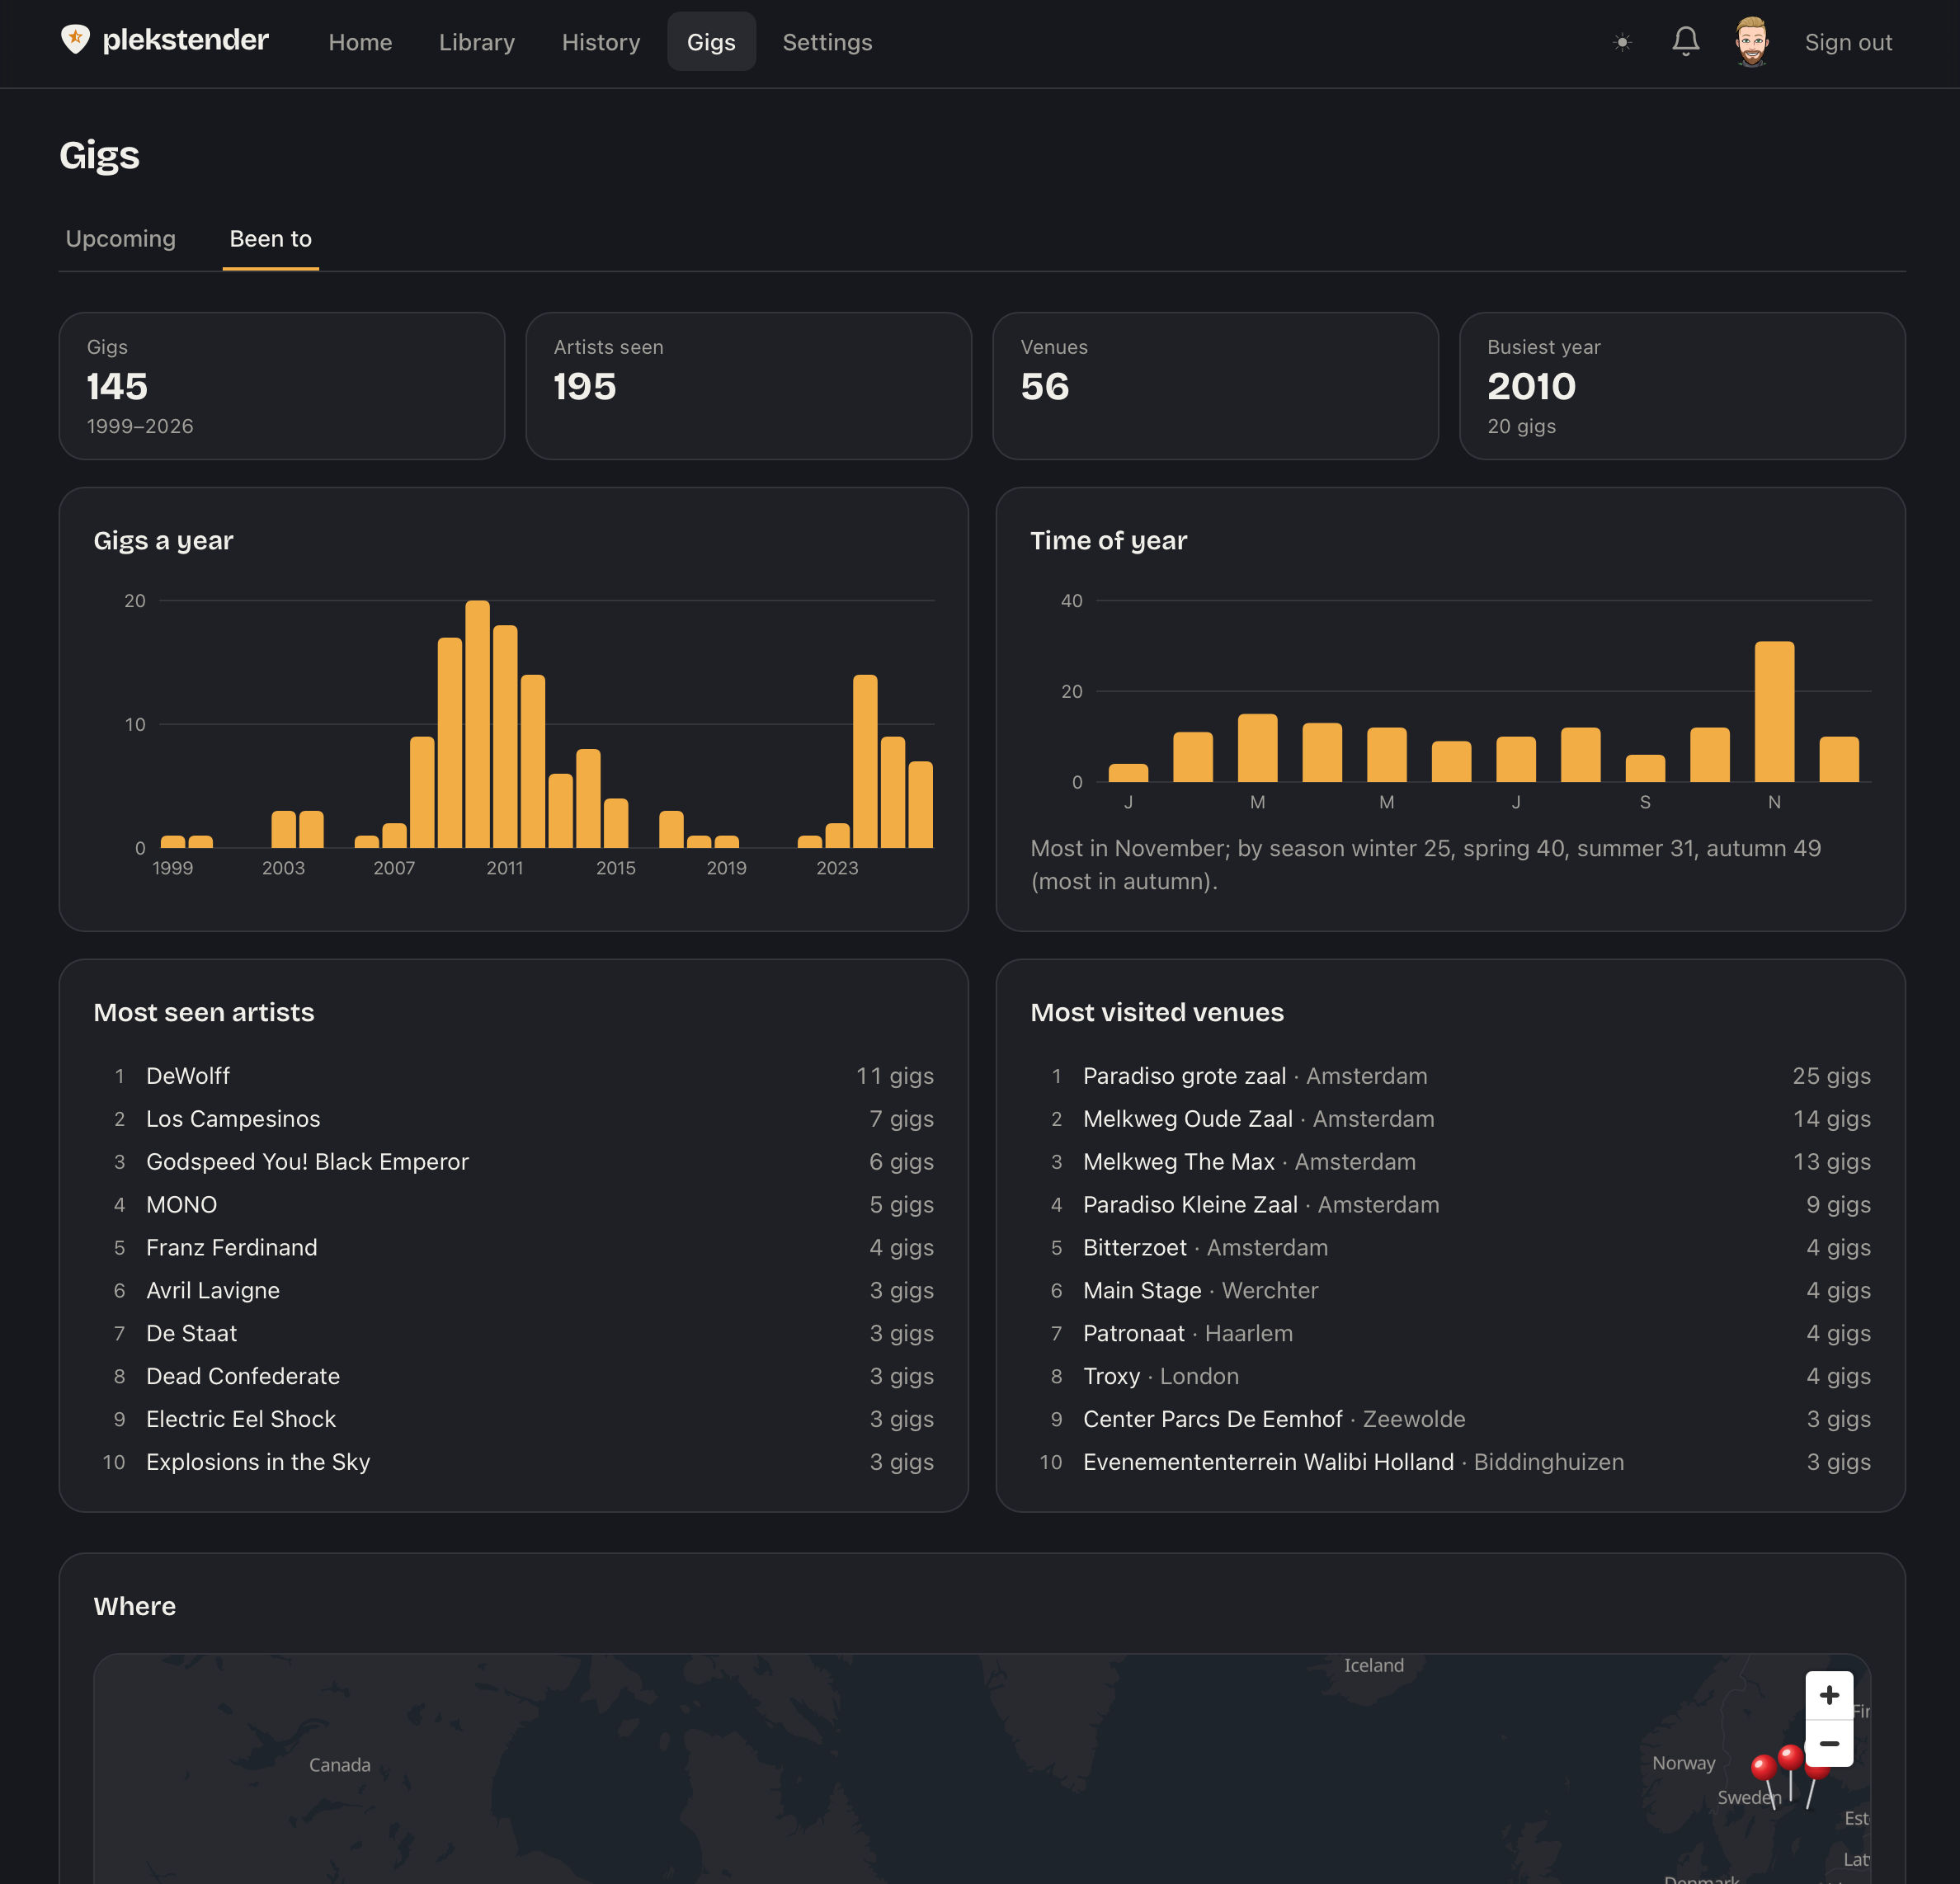 plekstender Home Library History Gigs Settings Sign out
Gigs
Upcoming Been to
Gigs
145
1999–2026
Artists seen
195
Venues
56
Busiest year
2010
20 gigs
Gigs a year
20
10
0
1999 2003 2007 2011 2015 2019 2023
Time of year
40
20
0
J M M J S N
Most in November; by season winter 25, spring 40, summer 31, autumn 49
(most in autumn).
Most seen artists
1 DeWolff 11 gigs
2 Los Campesinos 7 gigs
3 Godspeed You! Black Emperor 6 gigs
4 MONO 5 gigs
5 Franz Ferdinand 4 gigs
6 Avril Lavigne 3 gigs
7 De Staat 3 gigs
8 Dead Confederate 3 gigs
9 Electric Eel Shock 3 gigs
10 Explosions in the Sky 3 gigs
Most visited venues
1 Paradiso grote zaal · Amsterdam 25 gigs
2 Melkweg Oude Zaal · Amsterdam 14 gigs
3 Melkweg The Max · Amsterdam 13 gigs
4 Paradiso Kleine Zaal · Amsterdam 9 gigs
5 Bitterzoet · Amsterdam 4 gigs
6 Main Stage · Werchter 4 gigs
7 Patronaat · Haarlem 4 gigs
8 Troxy · London 4 gigs
9 Center Parcs De Eemhof · Zeewolde 3 gigs
10 Evenemententerrein Walibi Holland · Biddinghuizen 3 gigs
Where
Iceland
+
−
Canada
Norway
Sweden
Est
Denmark